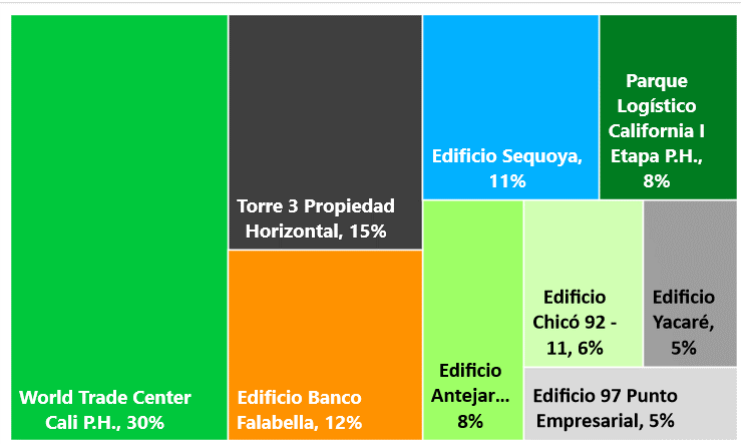 World Trade Center
Cali P.H., 30%
Torre 3 Propiedad
Horizontal, 15%
Edificio Banco
Falabella, 12%
Edificio Sequoya,
11%
Parque
Logístico
California I
Etapa P.H.,
8%
Edificio
Antejar...
8%
Edificio
Chicó 92 -
11, 6%
Edificio
Yacaré,
5%
Edificio 97 Punto
Empresarial, 5%